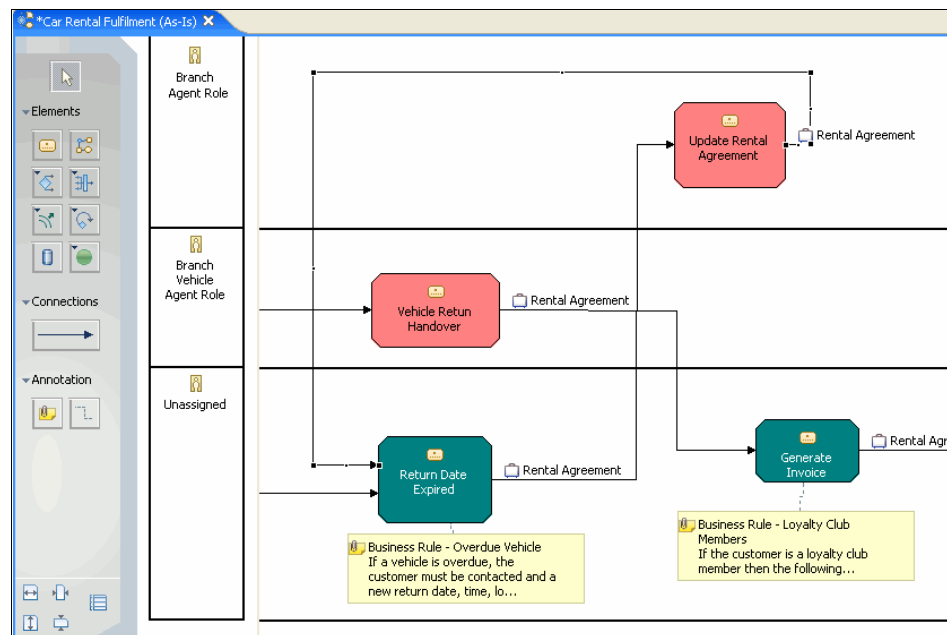 *Car Rental Fulfilment (As-Is)
Elements
Connections
Annotation
Branch
Agent Role
Update Rental
Agreement
Rental Agreement
Branch
Vehicle
Agent Role
Vehicle Retun
Handover
Rental Agreement
Unassigned
Return Date
Expired
Rental Agreement
Generate
Invoice
Rental Agre
Business Rule - Overdue Vehicle
If a vehicle is overdue, the
customer must be contacted and a
new return date, time, lo...
Business Rule - Loyalty Club
Members
If the customer is a loyalty club
member then the following...